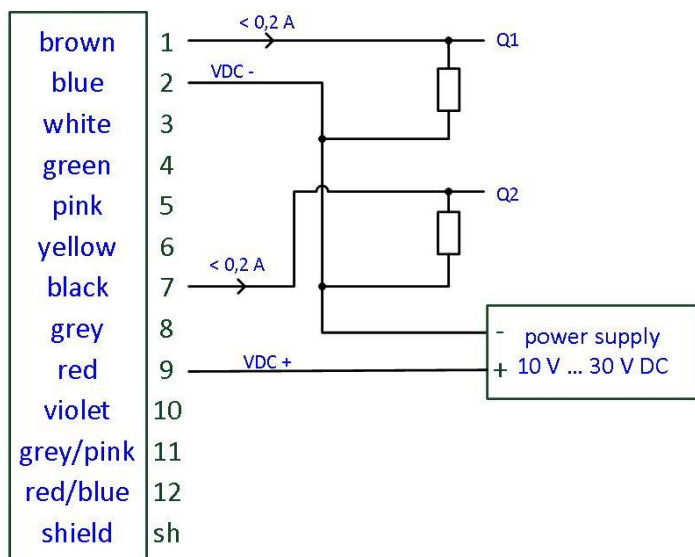 brown 1 < 0,2 A Q1
blue 2 VDC -
white 3
green 4
pink 5
Q2
yellow 6
black 7 < 0,2 A
grey 8 - power supply
red 9 VDC + + 10 V ... 30 V DC
violet 10
grey/pink 11
red/blue 12
shield sh